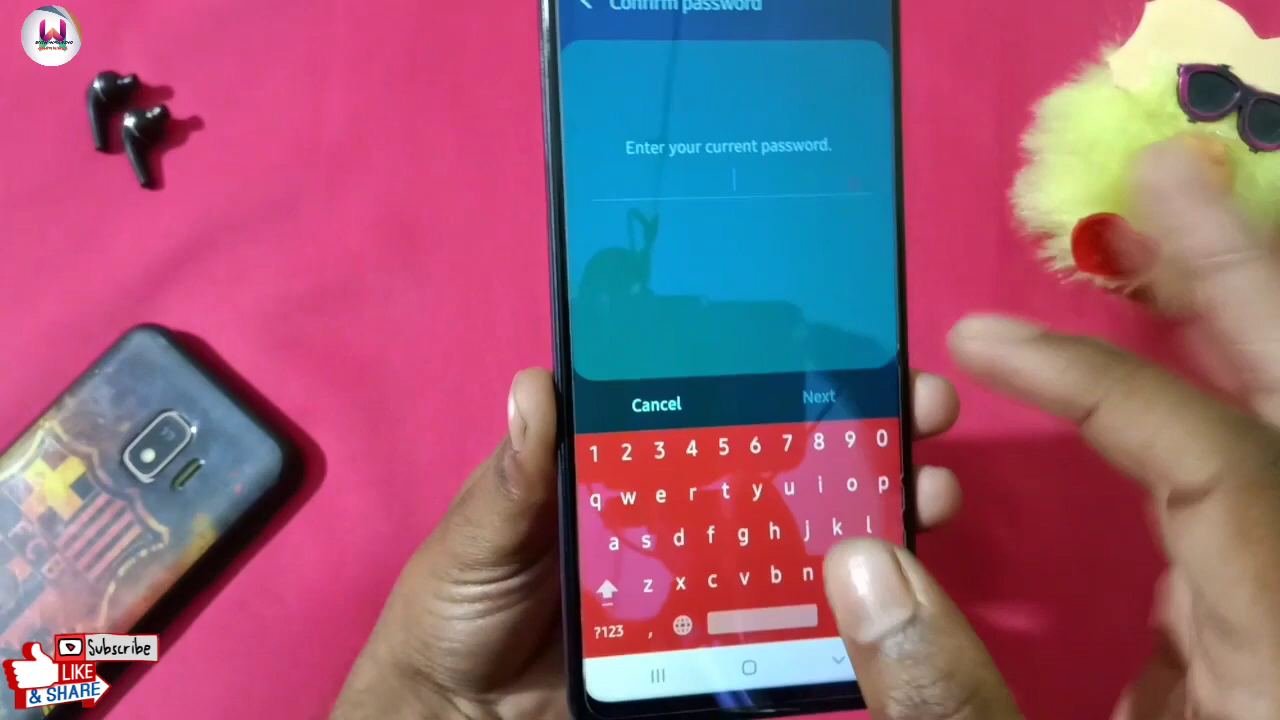 Confirm password
Enter your current password.
Cancel
Next
1 2 3 4 5 6 7 8 9 0
q w e r t y u i o p
a s d f g h j k l
z x c v b n
?123 ,
Subscribe
LIKE
& SHARE